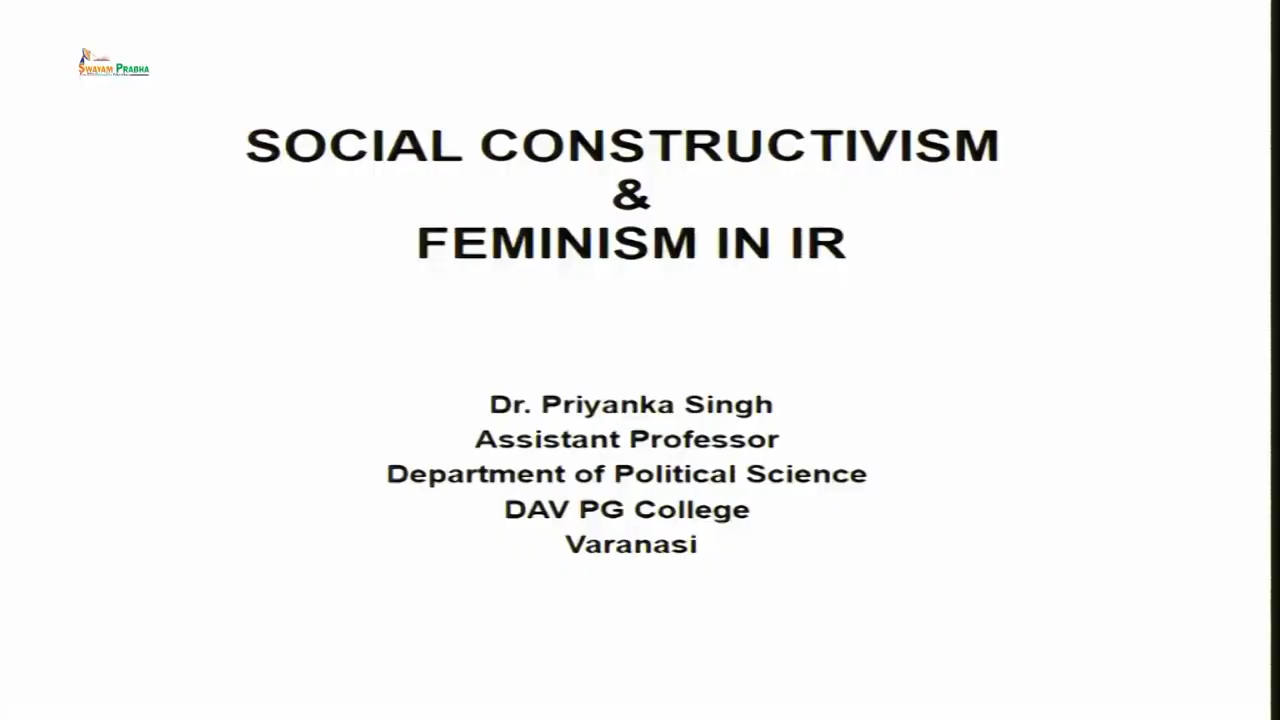 SWAYAM PRABHA
SOCIAL CONSTRUCTIVISM
&
FEMINISM IN IR
Dr. Priyanka Singh
Assistant Professor
Department of Political Science
DAV PG College
Varanasi